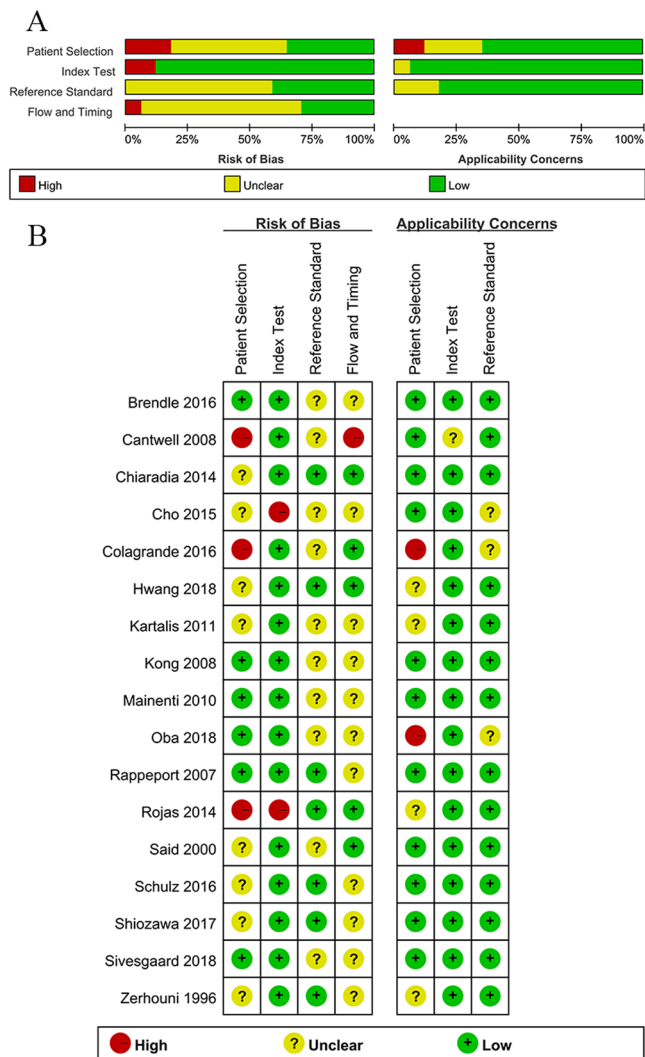 A
Patient Selection
Index Test
Reference Standard
Flow and Timing
0% 25% 50% 75% 100% 0% 25% 50% 75% 100%
Risk of Bias Applicability Concerns
High Unclear Low
B
Risk of Bias Applicability Concerns
Patient Selection Index Test Reference Standard Flow and Timing Patient Selection Index Test Reference Standard
Brendle 2016 + + ? ? + + +
Cantwell 2008 - + ? - + ? +
Chiaradia 2014 ? + + + + + +
Cho 2015 ? - ? ? + + ?
Colagrande 2016 - + ? + - + ?
Hwang 2018 ? + + + ? + +
Kartalis 2011 ? + ? ? ? + +
Kong 2008 + + ? ? + + +
Mainenti 2010 + + ? ? + + +
Oba 2018 + + ? ? - + ?
Rappeport 2007 + + + ? + + +
Rojas 2014 - - + + ? + +
Said 2000 ? + ? + + + +
Schulz 2016 ? + + ? + + +
Shiozawa 2017 ? + + ? + + +
Sivesgaard 2018 + + ? ? + + +
Zerhouni 1996 ? + + ? ? + +
- High ? Unclear + Low